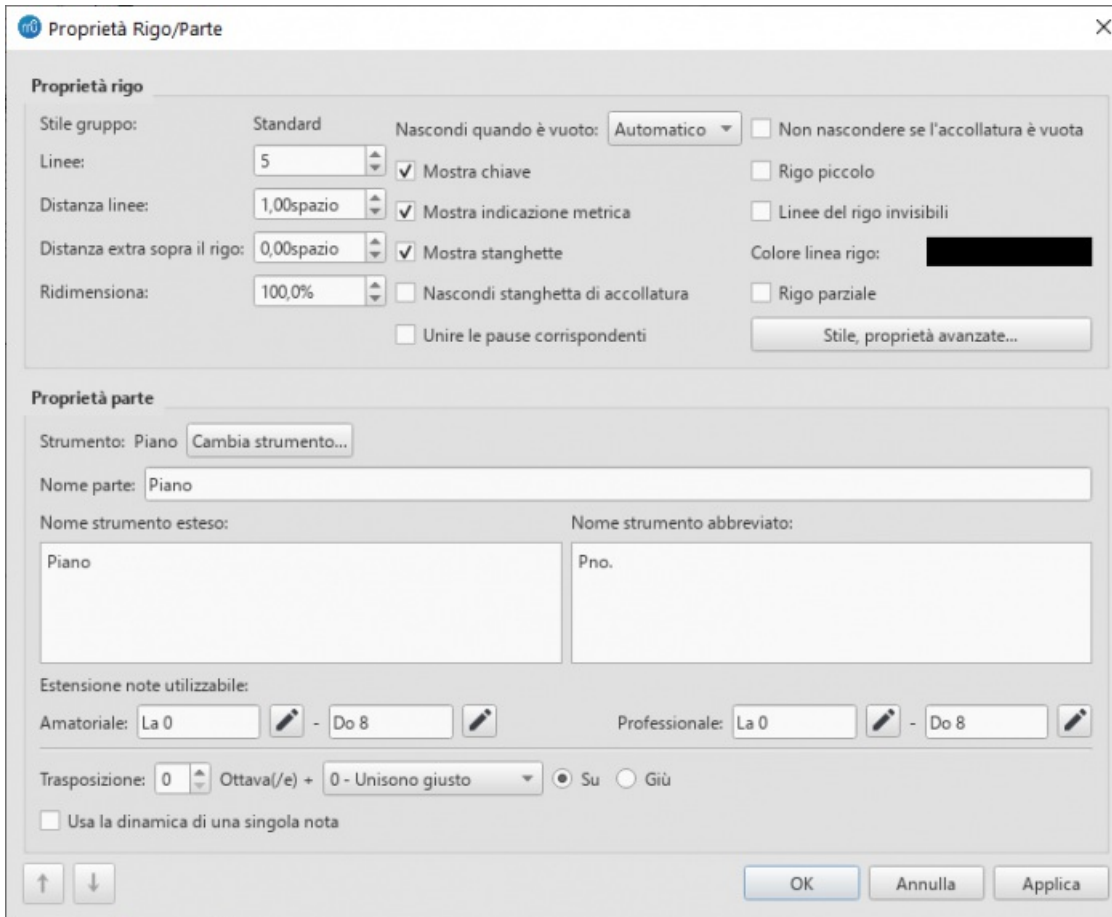 Proprietà Rigo/Parte
Proprietà rigo
Stile gruppo: Standard
Linee: 5
Distanza linee: 1,00spazio
Distanza extra sopra il rigo: 0,00spazio
Ridimensiona: 100,0%
Nascondi quando è vuoto: Automatico
Mostra chiave
Mostra indicazione metrica
Mostra stanghette
Nascondi stanghetta di accollatura
Unire le pause corrispondenti
Non nascondere se l'accollatura è vuota
Rigo piccolo
Linee del rigo invisibili
Colore linea rigo:
Rigo parziale
Stile, proprietà avanzate...
Proprietà parte
Strumento: Piano Cambia strumento...
Nome parte: Piano
Nome strumento esteso:
Piano
Nome strumento abbreviato:
Pno.
Estensione note utilizzabile:
Amatoriale: La 0 - Do 8 Professionale: La 0 - Do 8
Trasposizione: 0 Ottava(/e) + 0 - Unisono giusto Su Giù
Usa la dinamica di una singola nota
OK Annulla Applica